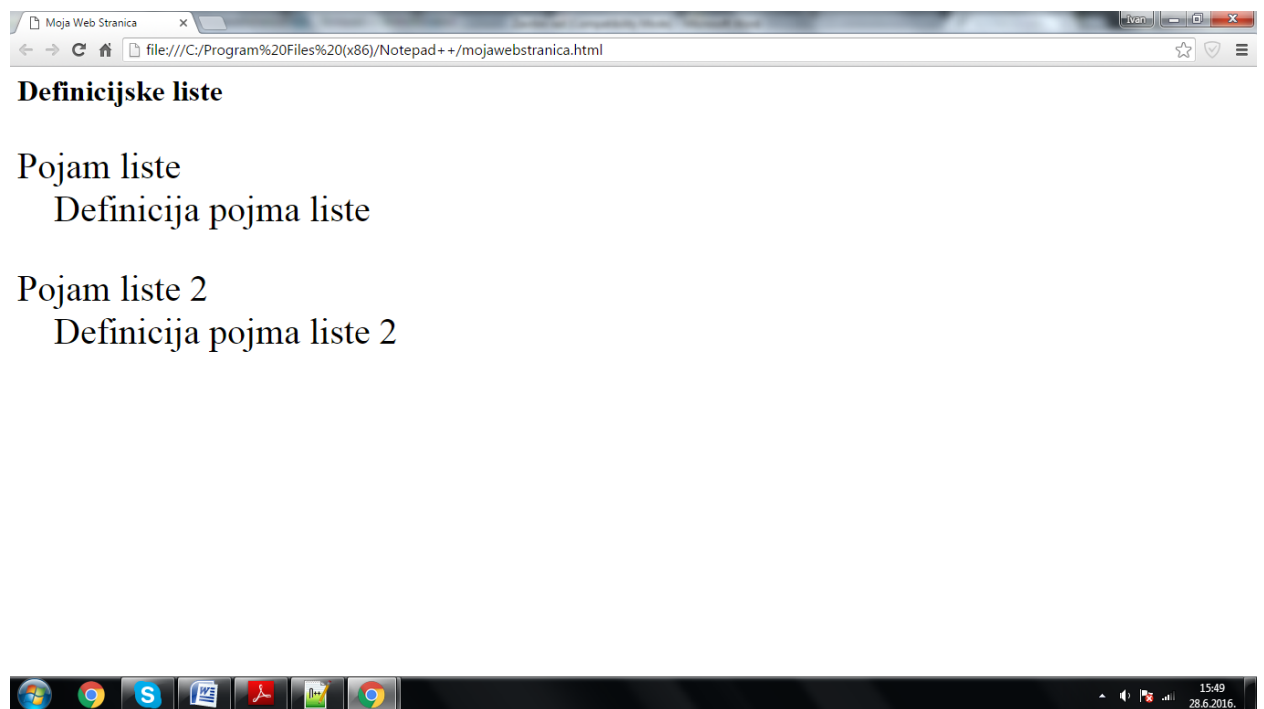 Moja Web Stranica
Ivan
file:///C:/Program%20Files%20(x86)/Notepad++/mojawebstranica.html
Definicijske liste
Pojam liste
Definicija pojma liste
Pojam liste 2
Definicija pojma liste 2
15:49
28.6.2016.